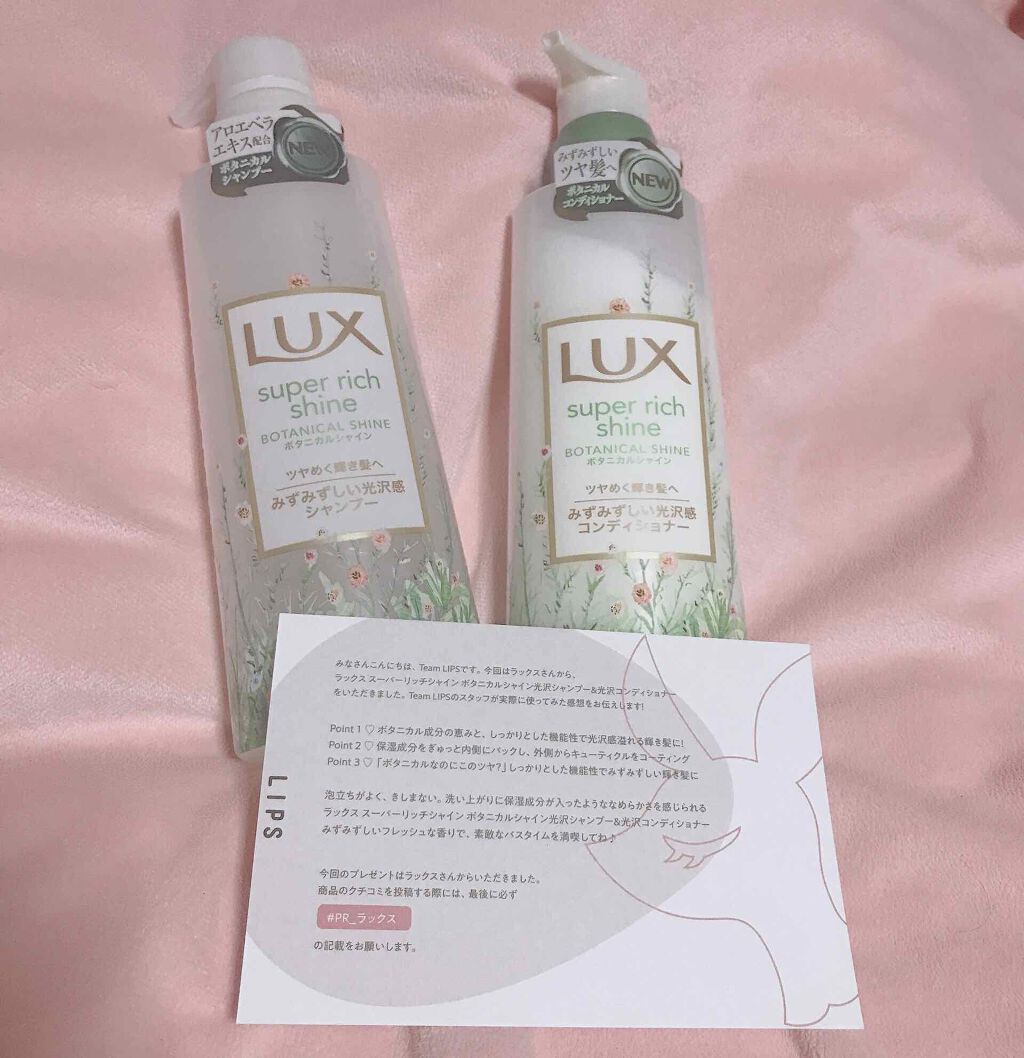 アロエベラ
エキス配合
NEW
ボタニカル
シャンプー
LUX
super rich
shine
BOTANICAL SHINE
ボタニカルシャイン
ツヤめく輝き髪へ
みずみずしい光沢感
シャンプー
みずみずしい
ツヤ髪へ
NEW
ボタニカル
コンディショナー
LUX
super rich
shine
BOTANICAL SHINE
ボタニカルシャイン
ツヤめく輝き髪へ
みずみずしい光沢感
コンディショナー
みなさんこんにちは、Team LIPSです。今回はラックスさんから、
ラックス スーパーリッチシャイン ボタニカルシャイン光沢シャンプー&光沢コンディショナー
をいただきました。Team LIPSのスタッフが実際に使ってみた感想をお伝えします!
Point 1 ♡ ボタニカル成分の恵みと、しっかりとした機能性で光沢感溢れる輝き髪に!
Point 2 ♡ 保湿成分をぎゅっと内側にパックし、外側からキューティクルをコーティング
Point 3 ♡ 「ボタニカルなのにこのツヤ?」しっかりとした機能性でみずみずしい輝き髪に
泡立ちがよく、きしまない。洗い上がりに保湿成分が入ったようななめらかさを感じられる
ラックス スーパーリッチシャイン ボタニカルシャイン光沢シャンプー&光沢コンディショナー
みずみずしいフレッシュな香りで、素敵なバスタイムを満喫してね♪
LIPS
今回のプレゼントはラックスさんからいただきました。
商品のクチコミを投稿する際には、最後に必ず
#PR_ラックス
の記載をお願いします。